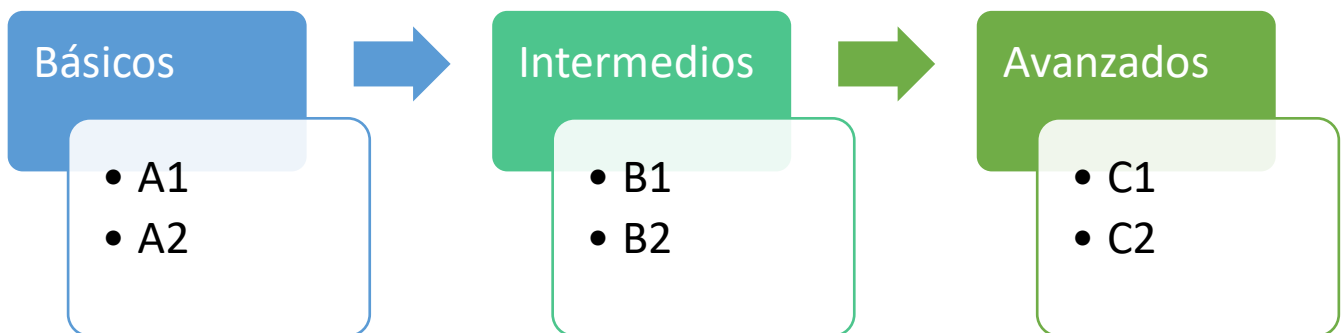 Básicos
• A1
• A2
Intermedios
• B1
• B2
Avanzados
• C1
• C2